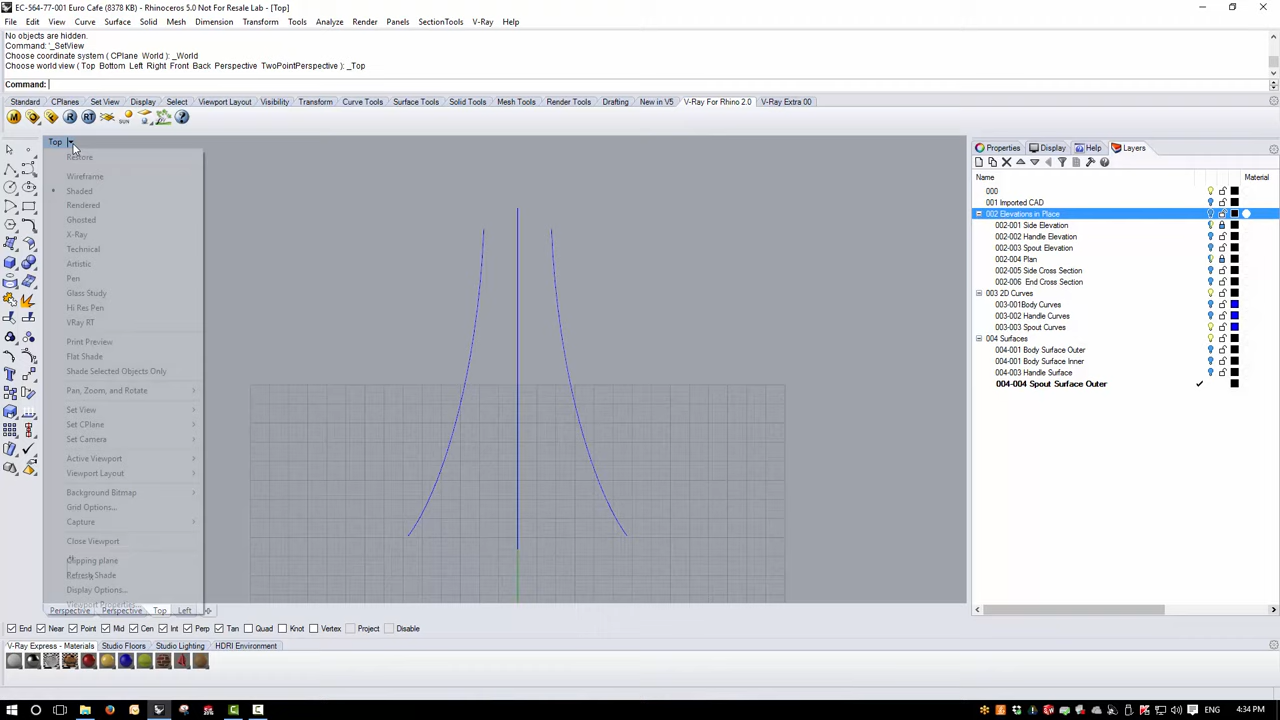 EC-564-77-001 Euro Cafe (8378 KB) - Rhinoceros 5.0 Not For Resale Lab - [Top]
File Edit View Curve Surface Solid Mesh Dimension Transform Tools Analyze Render Panels SectionTools V-Ray Help
No objects are hidden.
Command: '_SetView
Choose coordinate system ( CPlane World ): _World
Choose world view ( Top Bottom Left Right Front Back Perspective TwoPointPerspective ): _Top
Command:
Standard CPlanes Set View Display Select Viewport Layout Visibility Transform Curve Tools Surface Tools Solid Tools Mesh Tools Render Tools Drafting New in V5 V-Ray For Rhino 2.0 V-Ray Extra 00
Top
Restore
Wireframe
Shaded
Rendered
Ghosted
X-Ray
Technical
Artistic
Pen
Glass Study
Hi Res Pen
VRay RT
Print Preview
Flat Shade
Shade Selected Objects Only
Pan, Zoom, and Rotate
Set View
Set CPlane
Set Camera
Active Viewport
Viewport Layout
Background Bitmap
Grid Options...
Capture
Close Viewport
Clipping plane
Refresh Shade
Display Options...
Viewport Properties...
Perspective Perspective Top Left
Properties Display Help Layers
Name Material
000
001 Imported CAD
002 Elevations in Place
002-001 Side Elevation
002-002 Handle Elevation
002-003 Spout Elevation
002-004 Plan
002-005 Side Cross Section
002-006 End Cross Section
003 2D Curves
003-001Body Curves
003-002 Handle Curves
003-003 Spout Curves
004 Surfaces
004-001 Body Surface Outer
004-001 Body Surface Inner
004-003 Handle Surface
004-004 Spout Surface Outer
End Near Point Mid Cen Int Perp Tan Quad Knot Vertex Project Disable
V-Ray Express - Materials Studio Floors Studio Lighting HDRI Environment
ENG 4:34 PM